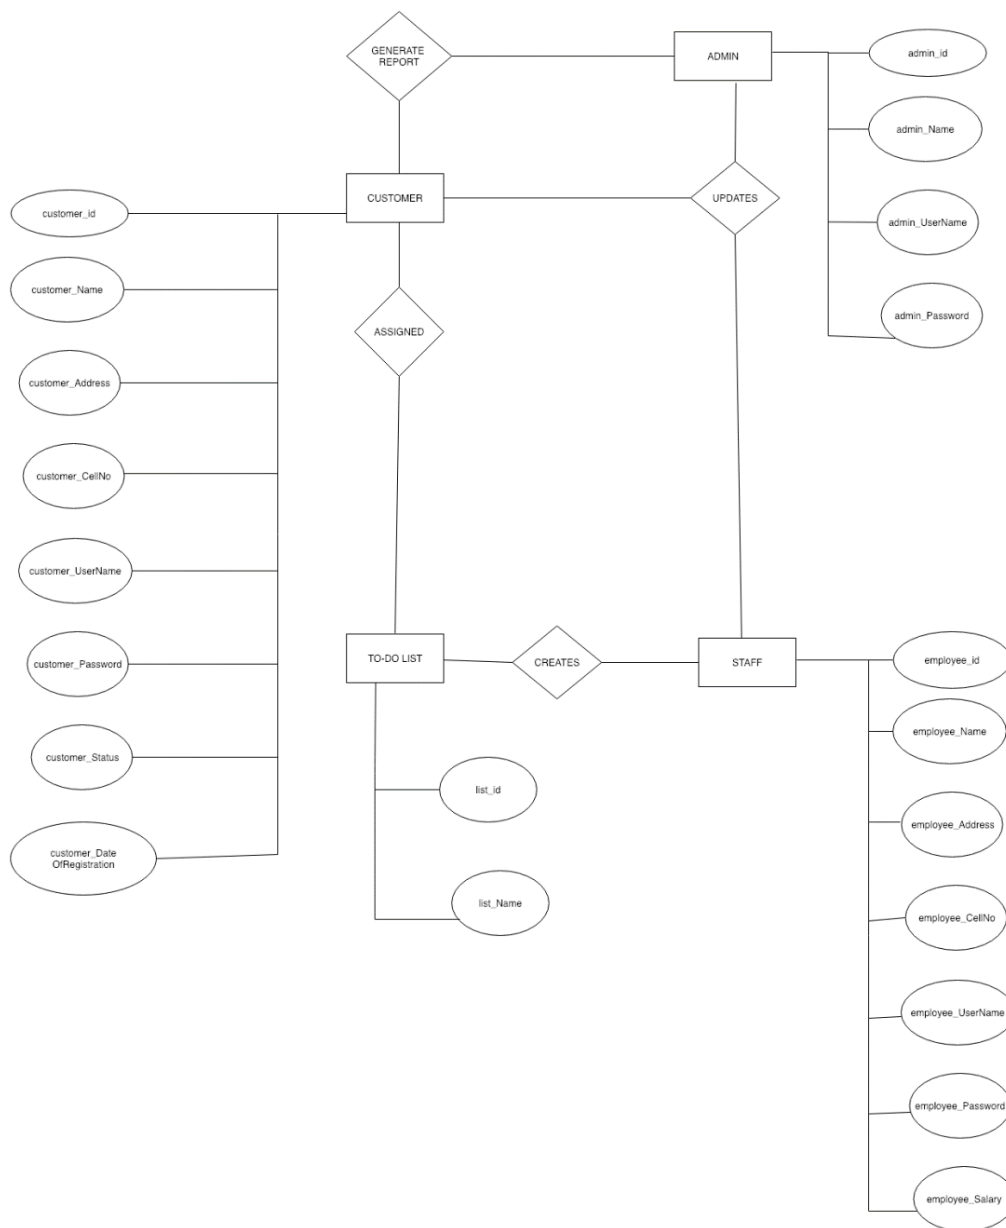 GENERATE
REPORT
ADMIN
admin_id
admin_Name
CUSTOMER
UPDATES
customer_id
admin_UserName
customer_Name
admin_Password
ASSIGNED
customer_Address
customer_CellNo
customer_UserName
customer_Password
TO-DO LIST
CREATES
STAFF
employee_id
employee_Name
customer_Status
list_id
employee_Address
customer_Date
OfRegistration
list_Name
employee_CellNo
employee_UserName
employee_Password
employee_Salary